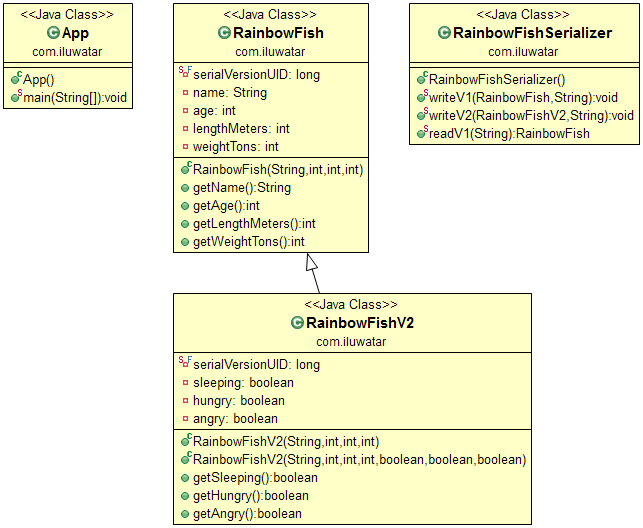 <<Java Class>>
App
com.iluwatar
App()
main(String[]):void
<<Java Class>>
RainbowFish
com.iluwatar
serialVersionUID: long
name: String
age: int
lengthMeters: int
weightTons: int
RainbowFish(String,int,int,int)
getName():String
getAge():int
getLengthMeters():int
getWeightTons():int
<<Java Class>>
RainbowFishSerializer
com.iluwatar
RainbowFishSerializer()
writeV1(RainbowFish,String):void
writeV2(RainbowFishV2,String):void
readV1(String):RainbowFish
<<Java Class>>
RainbowFishV2
com.iluwatar
serialVersionUID: long
sleeping: boolean
hungry: boolean
angry: boolean
RainbowFishV2(String,int,int,int)
RainbowFishV2(String,int,int,int,boolean,boolean,boolean)
getSleeping():boolean
getHungry():boolean
getAngry():boolean